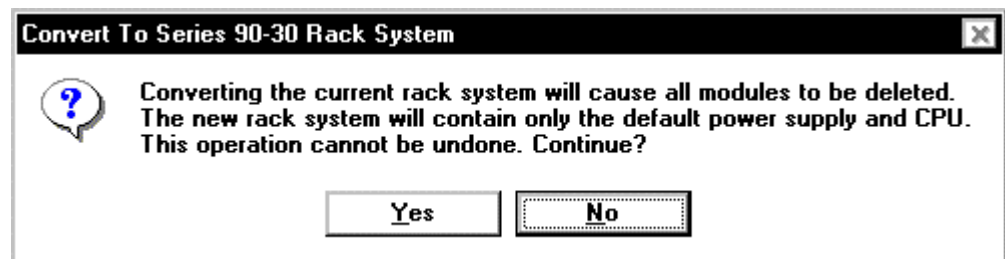 Convert To Series 90-30 Rack System
Converting the current rack system will cause all modules to be deleted.
The new rack system will contain only the default power supply and CPU.
This operation cannot be undone. Continue?
Yes
No